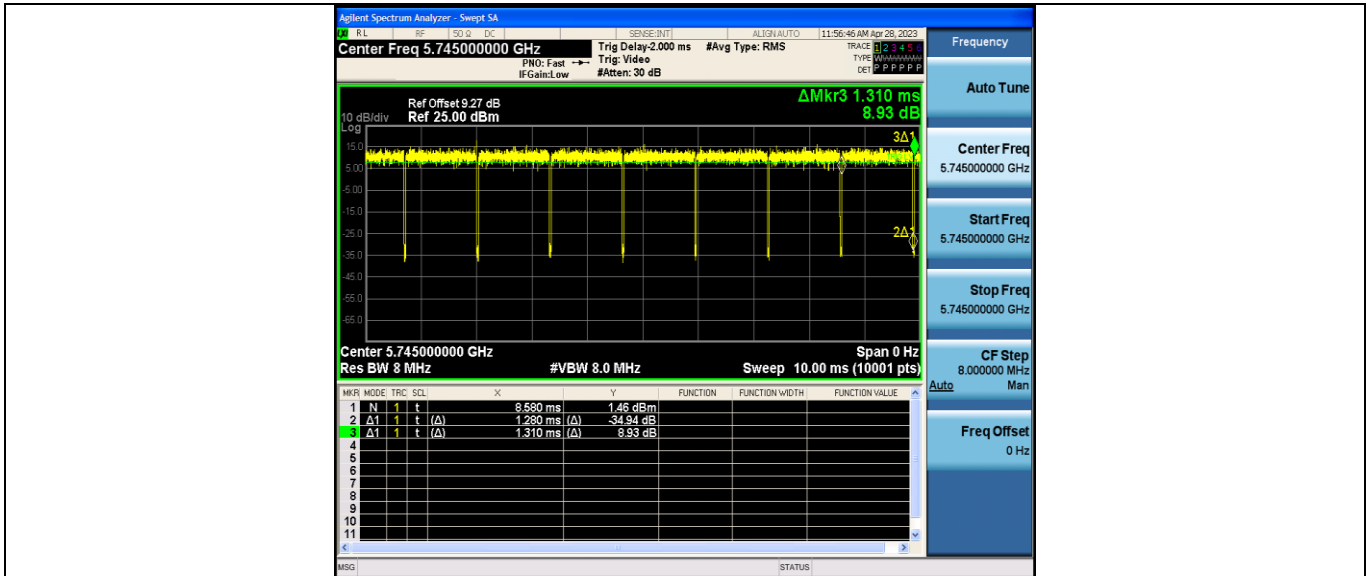 Agilent Spectrum Analyzer - Swept SA
LXI RL RF 50 Ω DC SENSE:INT ALIGN AUTO 11:56:46 AM Apr 28, 2023
Center Freq 5.745000000 GHz
Trig Delay-2.000 ms #Avg Type: RMS
TRACE 1 2 3 4 5 6
PNO: Fast Trig: Video
TYPE
IFGain:Low #Atten: 30 dB
DET P P P P P P
Frequency
ΔMkr3 1.310 ms
8.93 dB
Ref Offset 9.27 dB
10 dB/div Ref 25.00 dBm
Log
15.0
5.00
-5.00
-15.0
-25.0
-35.0
-45.0
-55.0
-65.0
3Δ1
2Δ1
Center 5.745000000 GHz Span 0 Hz
Res BW 8 MHz #VBW 8.0 MHz Sweep 10.00 ms (10001 pts)
MKR MODE TRC SCL X Y FUNCTION FUNCTION WIDTH FUNCTION VALUE
1 N 1 t 8.580 ms 1.46 dBm
2 Δ1 1 t (Δ) 1.280 ms (Δ) -34.94 dB
3 Δ1 1 t (Δ) 1.310 ms (Δ) 8.93 dB
4
5
6
7
8
9
10
11
MSG STATUS
Auto Tune
Center Freq
5.745000000 GHz
Start Freq
5.745000000 GHz
Stop Freq
5.745000000 GHz
CF Step
8.000000 MHz
Auto Man
Freq Offset
0 Hz